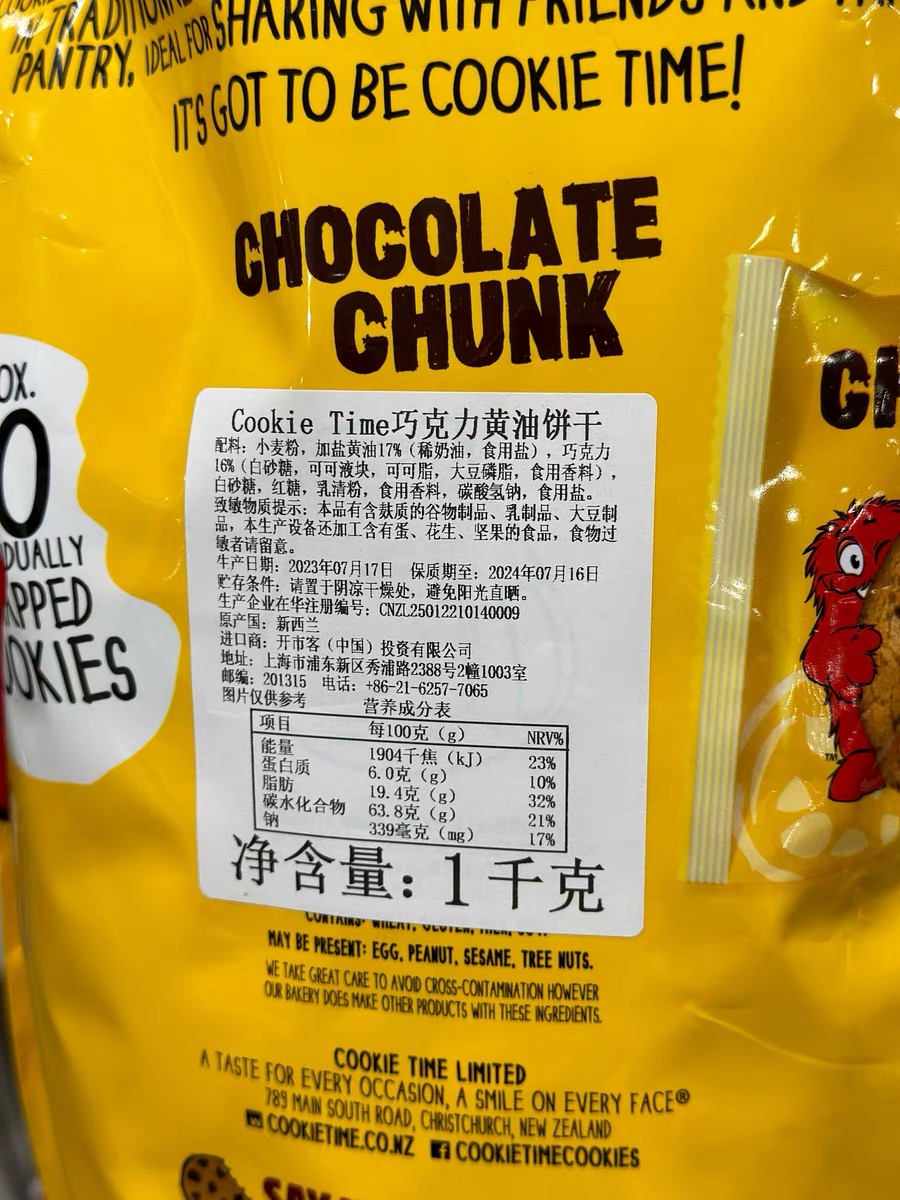 IN TRADITIONAL
PANTRY, IDEAL FOR SHARING WITH FRIENDS AND
IT'S GOT TO BE COOKIE TIME!
CHOCOLATE
CHUNK
OX.
0
DUALLY
APPED
OOKIES
CH
Cookie Time巧克力黄油饼干
配料：小麦粉，加盐黄油17%（稀奶油，食用盐），巧克力
16%（白砂糖，可可液块，可可脂，大豆磷脂，食用香料），
白砂糖，红糖，乳清粉，食用香料，碳酸氢钠，食用盐。
致敏物质提示：本品有含麸质的谷物制品、乳制品、大豆制
品，本生产设备还加工含有蛋、花生、坚果的食品，食物过
敏者请留意。
生产日期：2023年07月17日 保质期至：2024年07月16日
贮存条件：请置于阴凉干燥处，避免阳光直晒。
生产企业在华注册编号：CNZL25012210140009
原产国：新西兰
进口商：开市客（中国）投资有限公司
地址：上海市浦东新区秀浦路2388号2幢1003室
邮编：201315 电话：+86-21-6257-7065
图片仅供参考 营养成分表
项目 每100克（g） NRV%
能量 1904千焦（kJ） 23%
蛋白质 6.0克（g） 10%
脂肪 19.4克（g） 32%
碳水化合物 63.8克（g） 21%
钠 339毫克（mg） 17%
净含量：1千克
CONTAINS: WHEAT, GLUTEN, MILK, SOY.
MAY BE PRESENT: EGG, PEANUT, SESAME, TREE NUTS.
WE TAKE GREAT CARE TO AVOID CROSS-CONTAMINATION HOWEVER
OUR BAKERY DOES MAKE OTHER PRODUCTS WITH THESE INGREDIENTS.
COOKIE TIME LIMITED
A TASTE FOR EVERY OCCASION, A SMILE ON EVERY FACE®
789 MAIN SOUTH ROAD, CHRISTCHURCH, NEW ZEALAND
COOKIETIME.CO.NZ COOKIETIMECOOKIES
TM